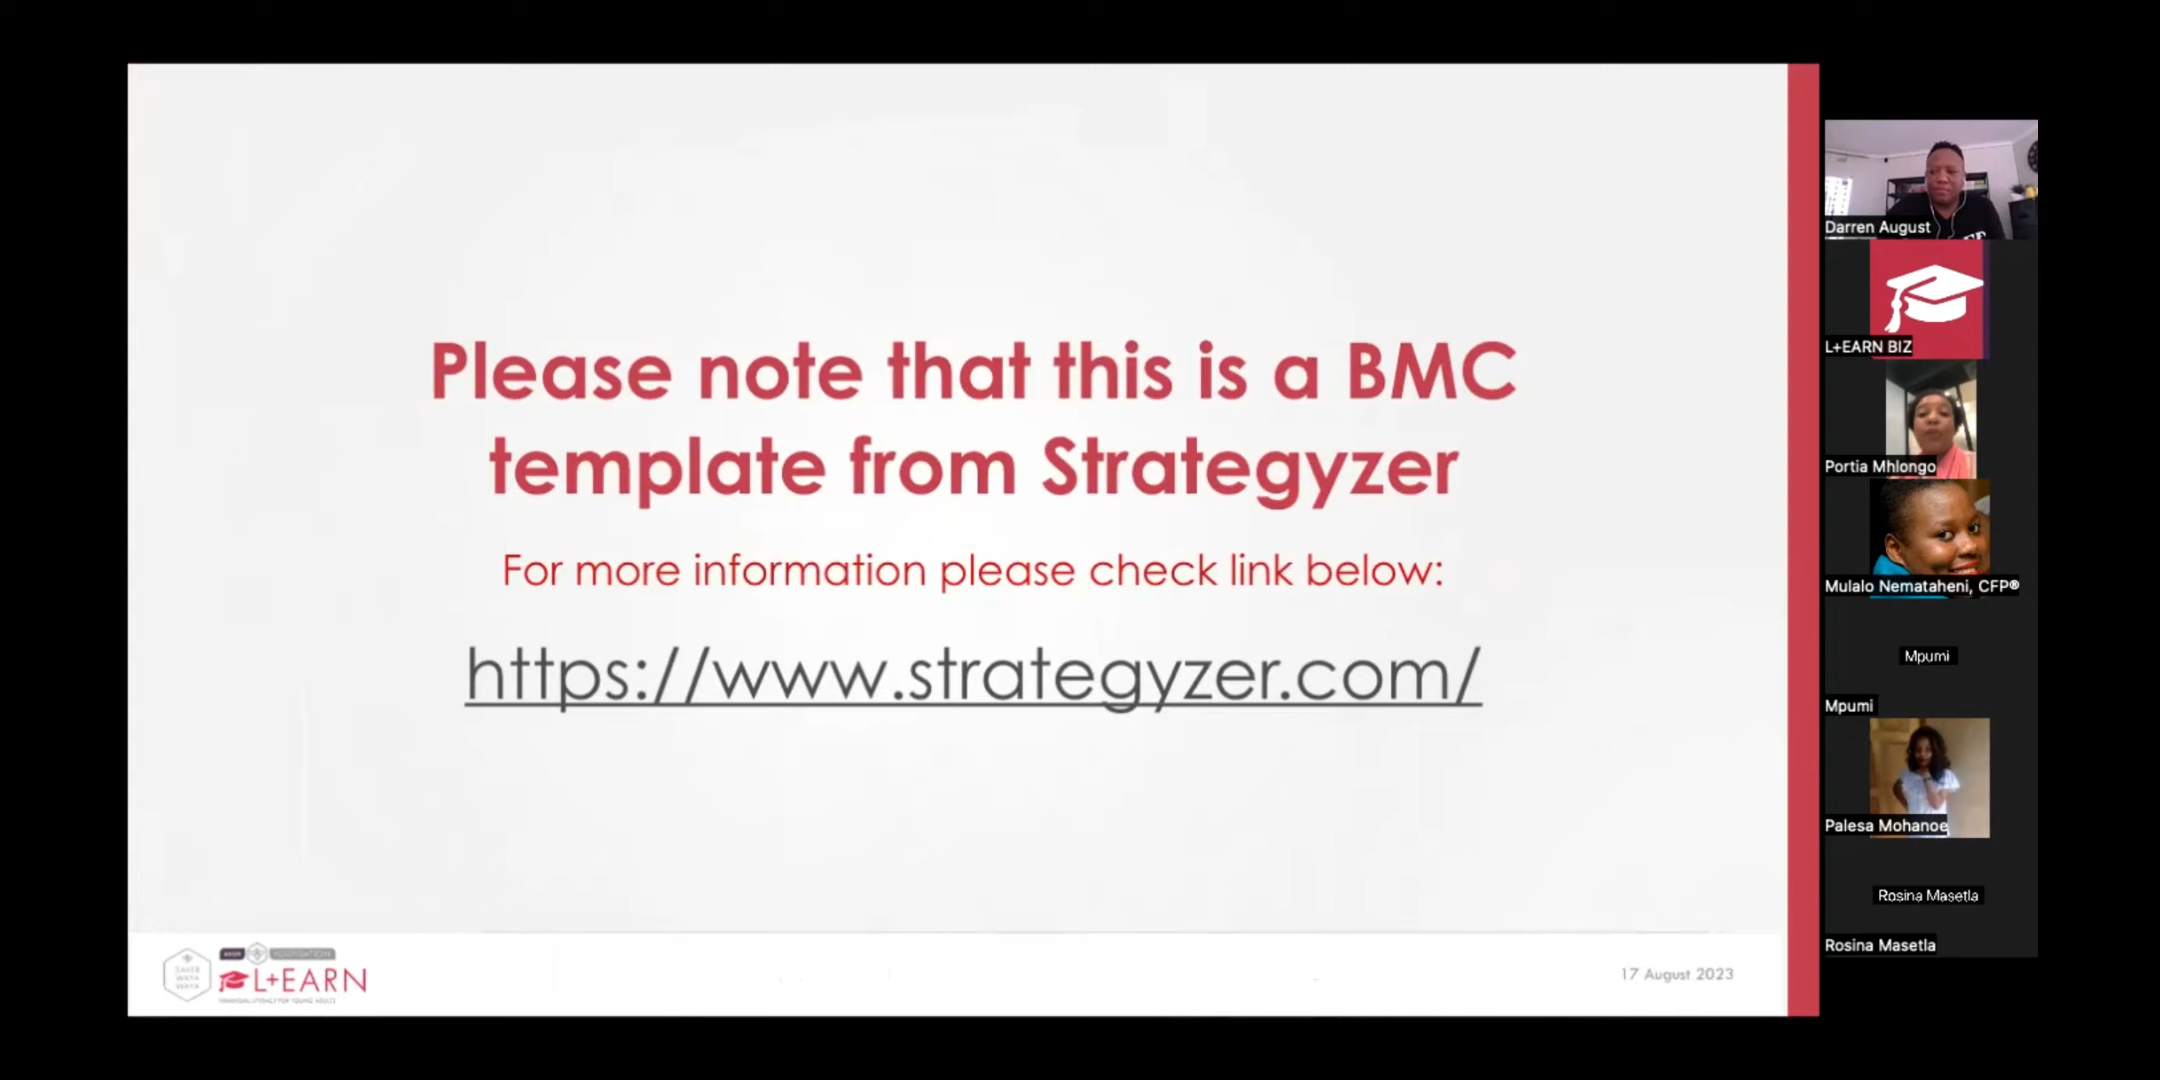 Please note that this is a BMC
template from Strategyzer
For more information please check link below:
https://www.strategyzer.com/
L+EARN
17 August 2023
Darren August
L+EARN BIZ
Portia Mhlongo
Mulalo Nemataheni, CFP®
Mpumi
Mpumi
Palesa Mohanoe
Rosina Masetla
Rosina Masetla